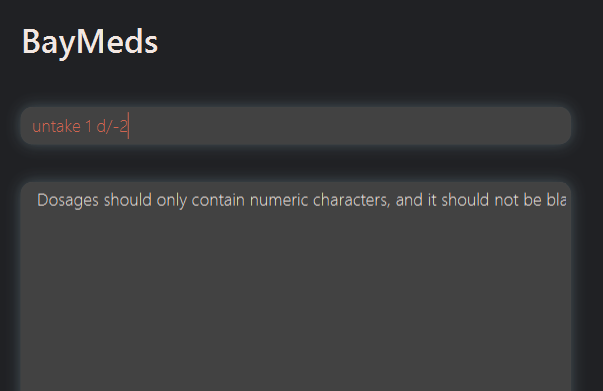 BayMeds
untake 1 d/-2
Dosages should only contain numeric characters, and it should not be bla